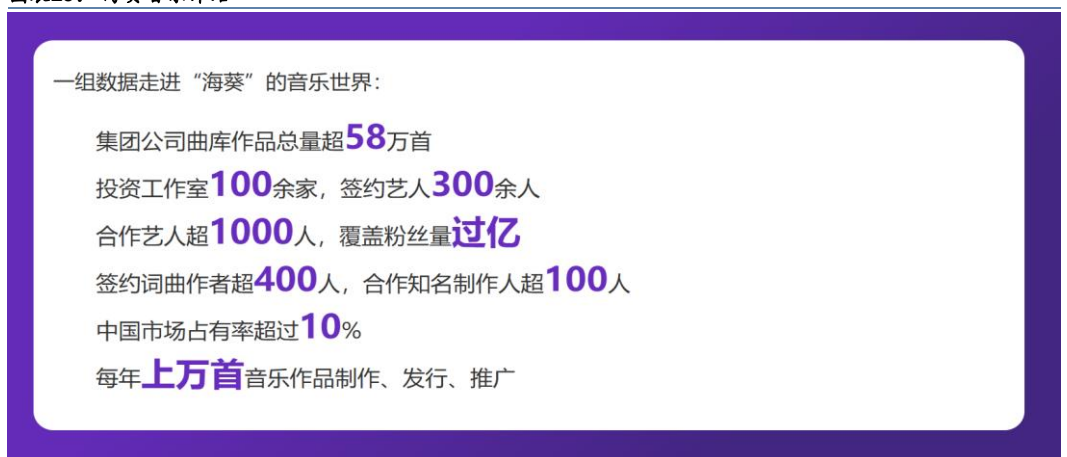 一组数据走进“海葵”的音乐世界：
集团公司曲库作品总量超58万首
投资工作室100余家，签约艺人300余人
合作艺人超1000人，覆盖粉丝量过亿
签约词曲作者超400人，合作知名制作人超100人
中国市场占有率超过10%
每年上万首音乐作品制作、发行、推广